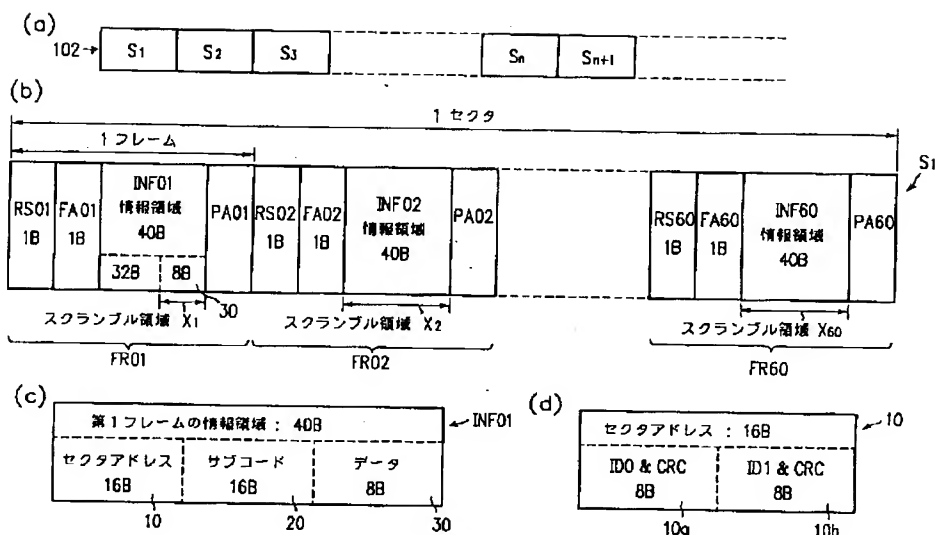 (a)
102
S1
S2
S3
Sn
Sn+1
(b)
1 セクタ
1 フレーム
S1
RS01
1B
FA01
1B
INF01
情報領域
40B
32B
8B
PA01
RS02
1B
FA02
1B
INF02
情報領域
40B
PA02
RS60
1B
FA60
1B
INF60
情報領域
40B
PA60
30
スクランブル領域 X1
スクランブル領域 X2
スクランブル領域 X60
FR01
FR02
FR60
(c)
第1フレームの情報領域 : 40B
INF01
セクタアドレス
16B
サブコード
16B
データ
8B
10
20
30
(d)
セクタアドレス : 16B
10
ID0 & CRC
8B
ID1 & CRC
8B
10a
10b